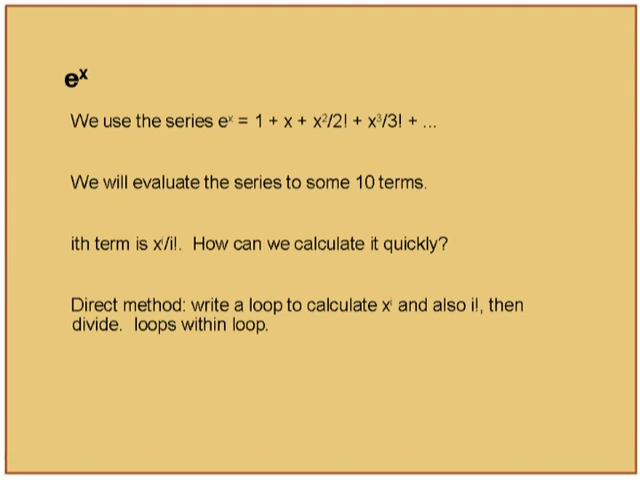 eˣ
We use the series eˣ = 1 + x + x²/2! + x³/3! + ...
We will evaluate the series to some 10 terms.
ith term is xⁱ/i!. How can we calculate it quickly?
Direct method: write a loop to calculate xⁱ and also i!, then
divide. loops within loop.